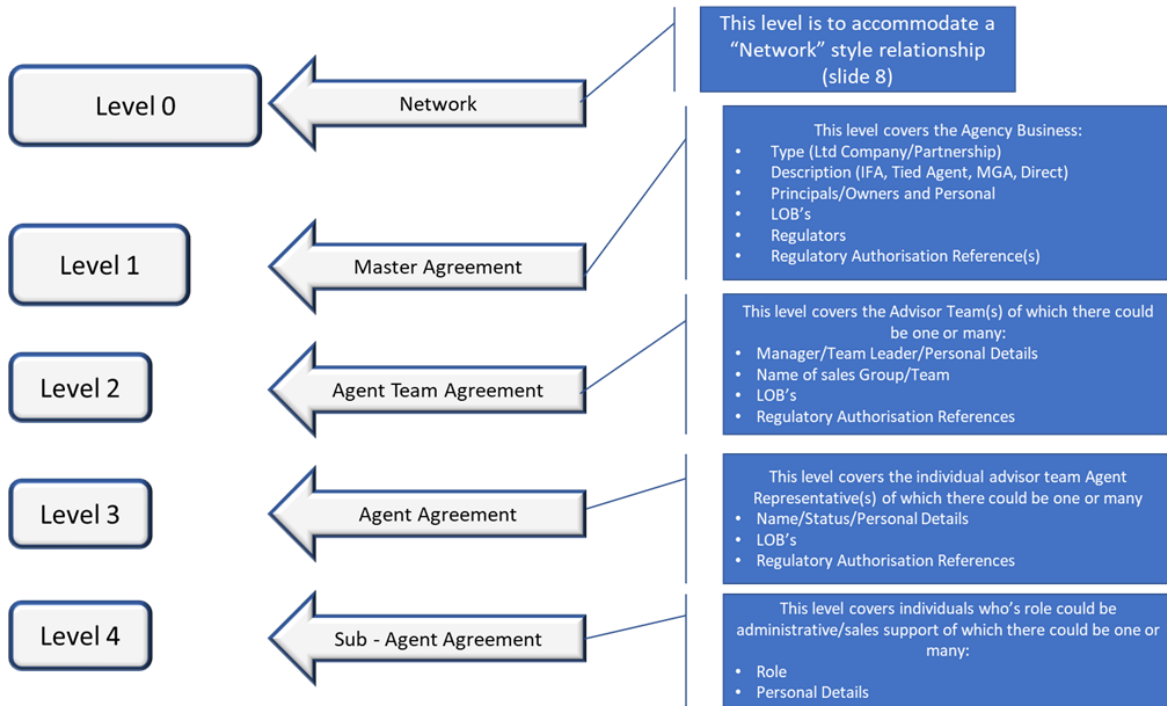 Level 0
Network
This level is to accommodate a
“Network” style relationship
(slide 8)
Level 1
Master Agreement
This level covers the Agency Business:
• Type (Ltd Company/Partnership)
• Description (IFA, Tied Agent, MGA, Direct)
• Principals/Owners and Personal
• LOB’s
• Regulators
• Regulatory Authorisation Reference(s)
Level 2
Agent Team Agreement
This level covers the Advisor Team(s) of which there could
be one or many:
• Manager/Team Leader/Personal Details
• Name of sales Group/Team
• LOB’s
• Regulatory Authorisation References
Level 3
Agent Agreement
This level covers the individual advisor team Agent
Representative(s) of which there could be one or many
• Name/Status/Personal Details
• LOB’s
• Regulatory Authorisation References
Level 4
Sub - Agent Agreement
This level covers individuals who’s role could be
administrative/sales support of which there could be one or
many:
• Role
• Personal Details